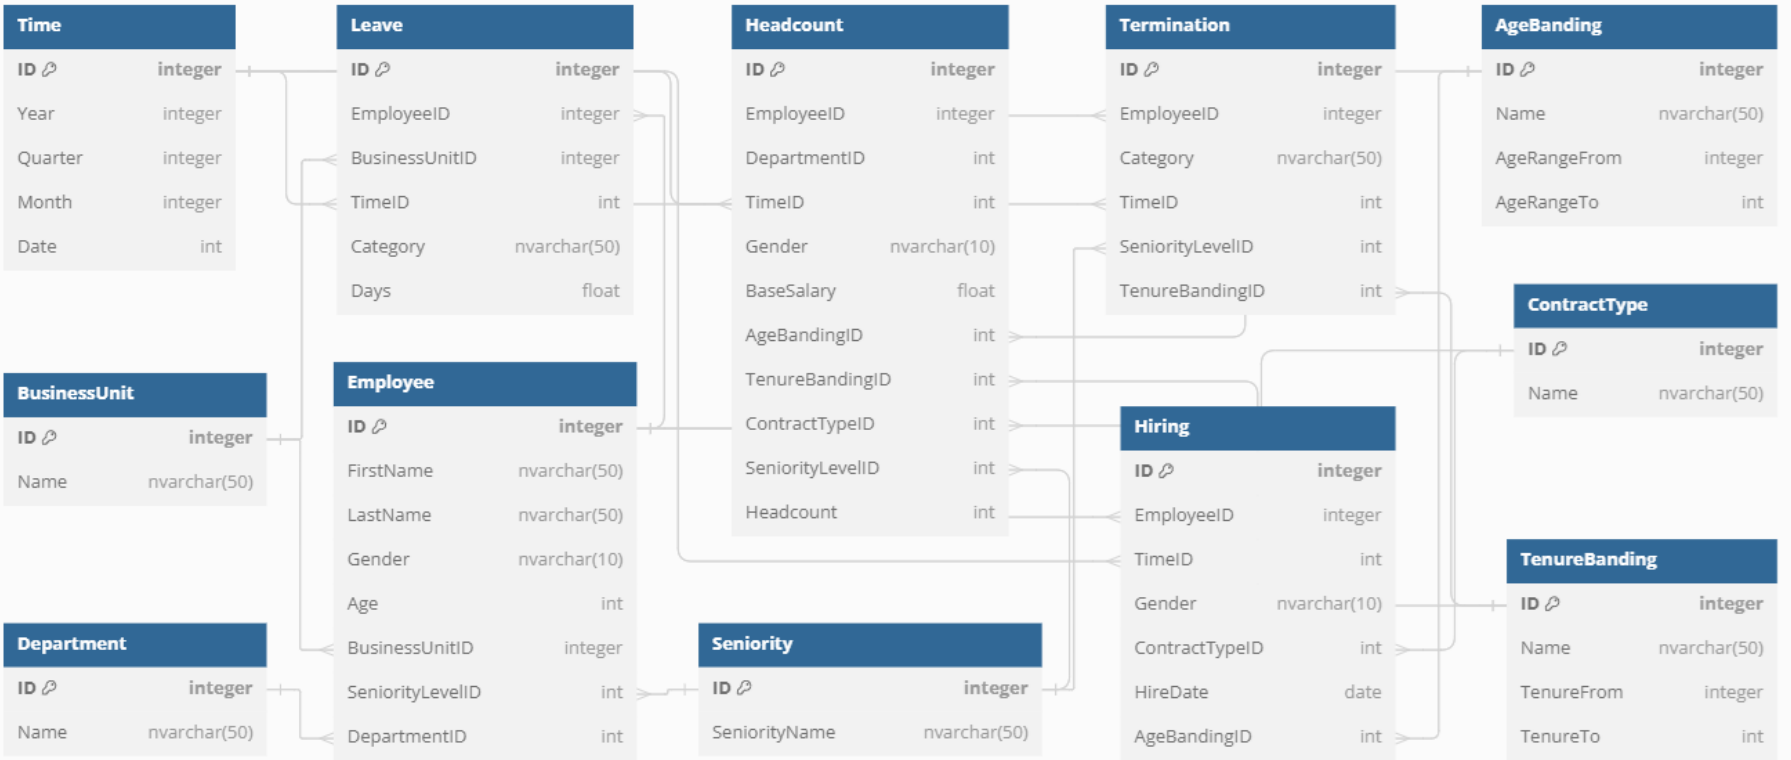 Time
ID integer
Year integer
Quarter integer
Month integer
Date int
Leave
ID integer
EmployeeID integer
BusinessUnitID integer
TimeID int
Category nvarchar(50)
Days float
Headcount
ID integer
EmployeeID integer
DepartmentID int
TimeID int
Gender nvarchar(10)
BaseSalary float
AgeBandingID int
TenureBandingID int
ContractTypeID int
SeniorityLevelID int
Headcount int
Termination
ID integer
EmployeeID integer
Category nvarchar(50)
TimeID int
SeniorityLevelID int
TenureBandingID int
AgeBanding
ID integer
Name nvarchar(50)
AgeRangeFrom integer
AgeRangeTo int
ContractType
ID integer
Name nvarchar(50)
BusinessUnit
ID integer
Name nvarchar(50)
Employee
ID integer
FirstName nvarchar(50)
LastName nvarchar(50)
Gender nvarchar(10)
Age int
BusinessUnitID integer
SeniorityLevelID int
DepartmentID int
Hiring
ID integer
EmployeeID integer
TimeID int
Gender nvarchar(10)
ContractTypeID int
HireDate date
AgeBandingID int
TenureBanding
ID integer
Name nvarchar(50)
TenureFrom integer
TenureTo int
Department
ID integer
Name nvarchar(50)
Seniority
ID integer
SeniorityName nvarchar(50)